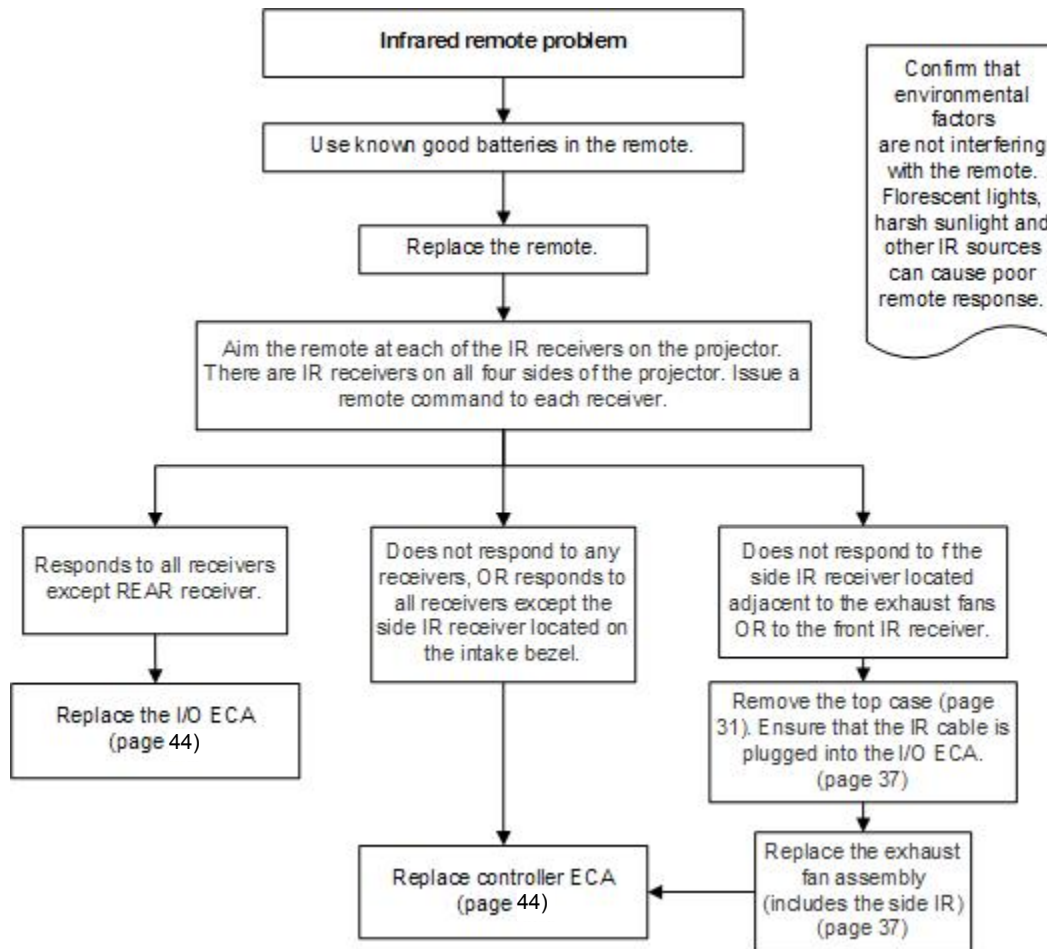 Infrared remote problem
Use known good batteries in the remote.
Replace the remote.
Aim the remote at each of the IR receivers on the projector.
There are IR receivers on all four sides of the projector. Issue a
remote command to each receiver.
Confirm that
environmental
factors
are not interfering
with the remote.
Florescent lights,
harsh sunlight and
other IR sources
can cause poor
remote response.
Responds to all receivers
except REAR receiver.
Replace the I/O ECA
(page 44)
Does not respond to any
receivers, OR responds to
all receivers except the
side IR receiver located on
the intake bezel.
Replace controller ECA
(page 44)
Does not respond to f the
side IR receiver located
adjacent to the exhaust fans
OR to the front IR receiver.
Remove the top case (page
31). Ensure that the IR cable is
plugged into the I/O ECA.
(page 37)
Replace the exhaust
fan assembly
(includes the side IR)
(page 37)